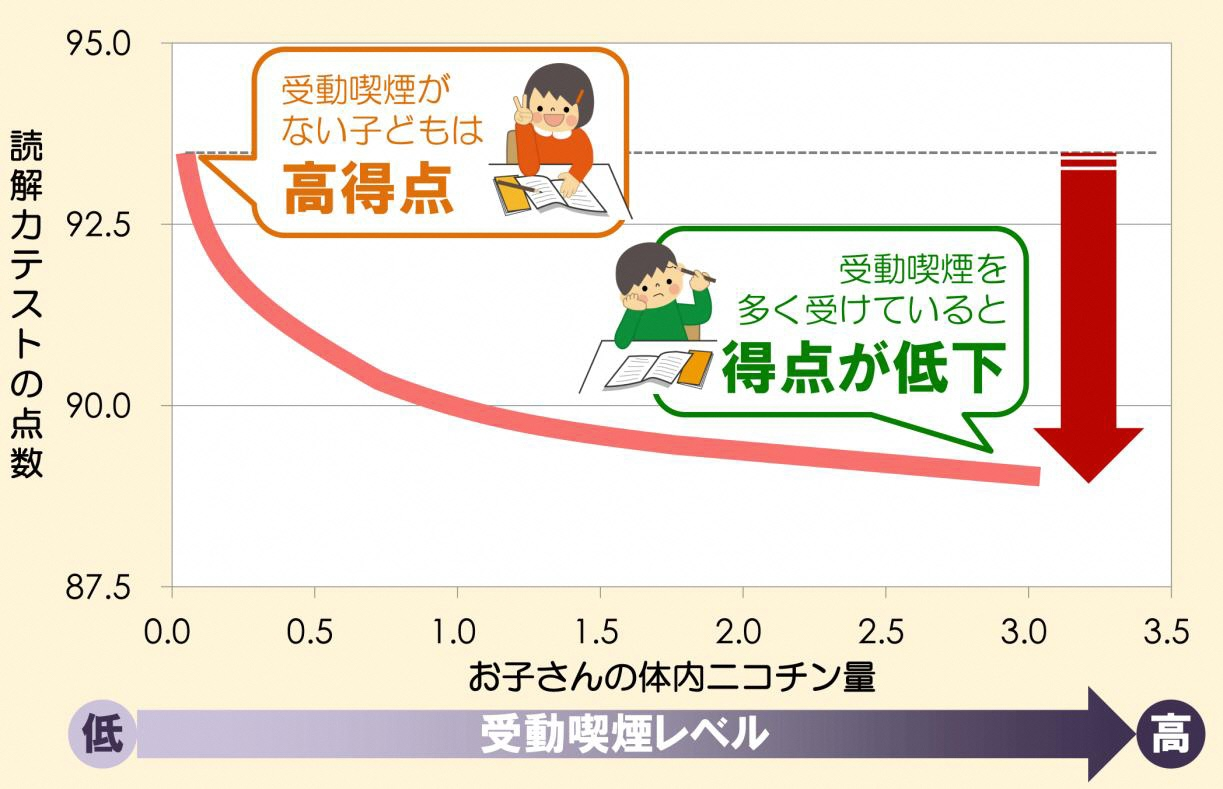 95.0
92.5
90.0
87.5
読解力テストの点数
受動喫煙が
ない子どもは
高得点
受動喫煙を
多く受けていると
得点が低下
0.0 0.5 1.0 1.5 2.0 2.5 3.0 3.5
お子さんの体内ニコチン量
低 受動喫煙レベル 高